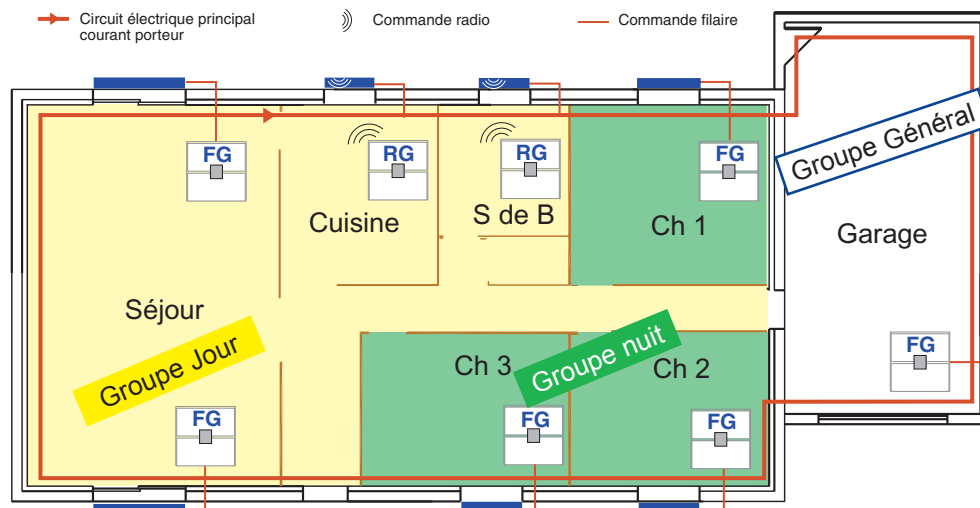 Circuit électrique principal
courant porteur
Commande radio
Commande filaire
FG
RG
RG
FG
Groupe Général
Cuisine
S de B
Ch 1
Garage
Séjour
Groupe Jour
Ch 3
Groupe nuit
Ch 2
FG
FG
FG
FG